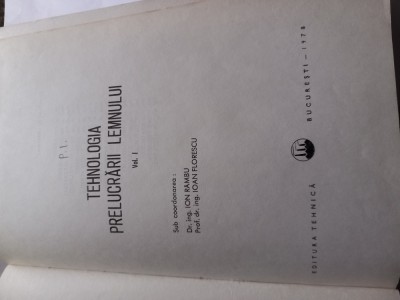 P. 1.
TEHNOLOGIA
PRELUCRĂRII LEMNULUI
Vol. I
Sub coordonarea :
Dr. ing. ION RÂMBU
Prof. dr. ing. IOAN FLORESCU
EDITURA TEHNICĂ
BUCUREȘTI — 1978